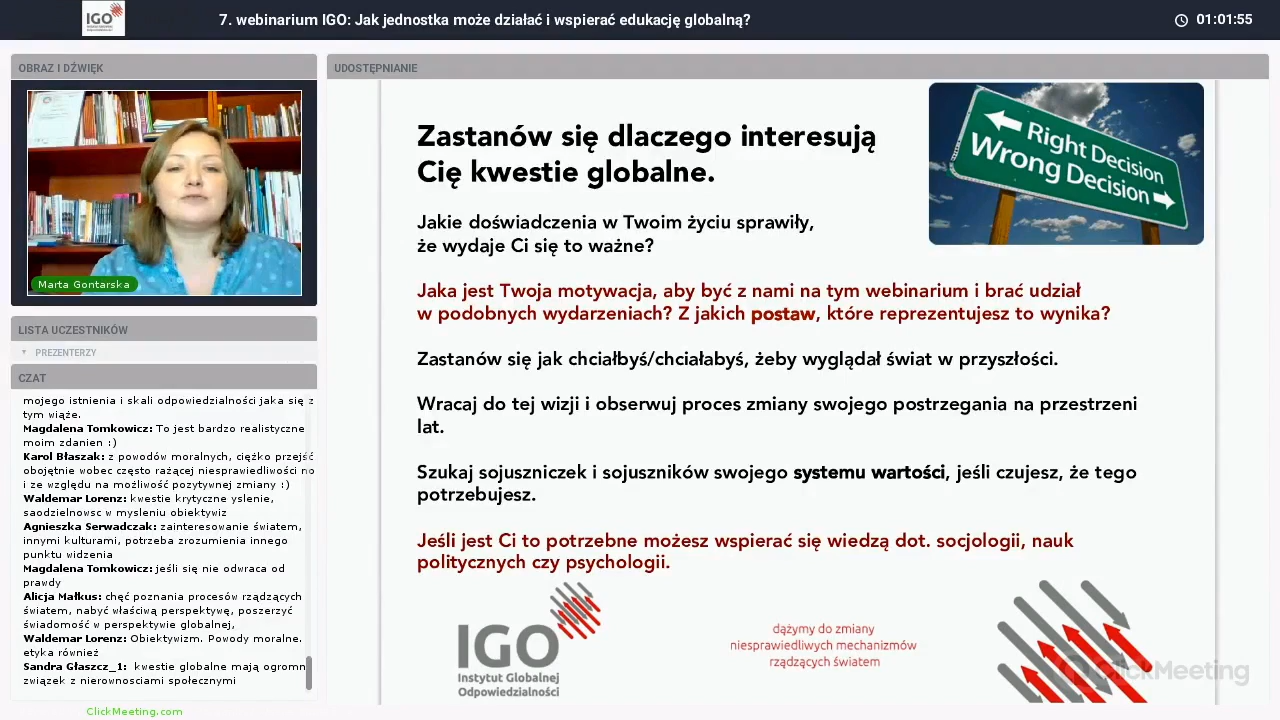 IGO
7. webinarium IGO: Jak jednostka może działać i wspierać edukację globalną?
01:01:55
OBRAZ I DŹWIĘK
Marta Gontarska
LISTA UCZESTNIKÓW
PREZENTERZY
CZAT
mojego istnienia i skali odpowiedzialności jaka się z
tym wiąże.
Magdalena Tomkowicz: To jest bardzo realistyczne
moim zdanien :)
Karol Błaszak: z powodów moralnych, ciężko przejść
obojętnie wobec często rażącej niesprawiedliwości no
i ze względu na możliwość pozytywnej zmiany :)
Waldemar Lorenz: kwestie krytyczne yslenie,
saodzielnowsc w mysleniu obiektywiz
Agnieszka Serwadczak: zainteresowanie światem,
innymi kulturami, potrzeba zrozumienia innego
punktu widzenia
Magdalena Tomkowicz: jeśli się nie odwraca od
prawdy
Alicja Małkus: chęć poznania procesów rządzących
światem, nabyć właściwą perspektywę, poszerzyć
świadomość w perspektywie globalnej,
Waldemar Lorenz: Obiektywizm. Powody moralne.
etyka również
Sandra Głaszcz_1: kwestie globalne mają ogromn
związek z nierownosciami społecznymi
ClickMeeting.com
UDOSTĘPNIANIE
Zastanów się dlaczego interesują
Cię kwestie globalne.
Right Decision
Wrong Decision
Jakie doświadczenia w Twoim życiu sprawiły,
że wydaje Ci się to ważne?
Jaka jest Twoja motywacja, aby być z nami na tym webinarium i brać udział
w podobnych wydarzeniach? Z jakich postaw, które reprezentujesz to wynika?
Zastanów się jak chciałbyś/chciałabyś, żeby wyglądał świat w przyszłości.
Wracaj do tej wizji i obserwuj proces zmiany swojego postrzegania na przestrzeni
lat.
Szukaj sojuszniczek i sojuszników swojego systemu wartości, jeśli czujesz, że tego
potrzebujesz.
Jeśli jest Ci to potrzebne możesz wspierać się wiedzą dot. socjologii, nauk
politycznych czy psychologii.
IGO
Instytut Globalnej
Odpowiedzialności
dążymy do zmiany
niesprawiedliwych mechanizmów
rządzących światem
ClickMeeting